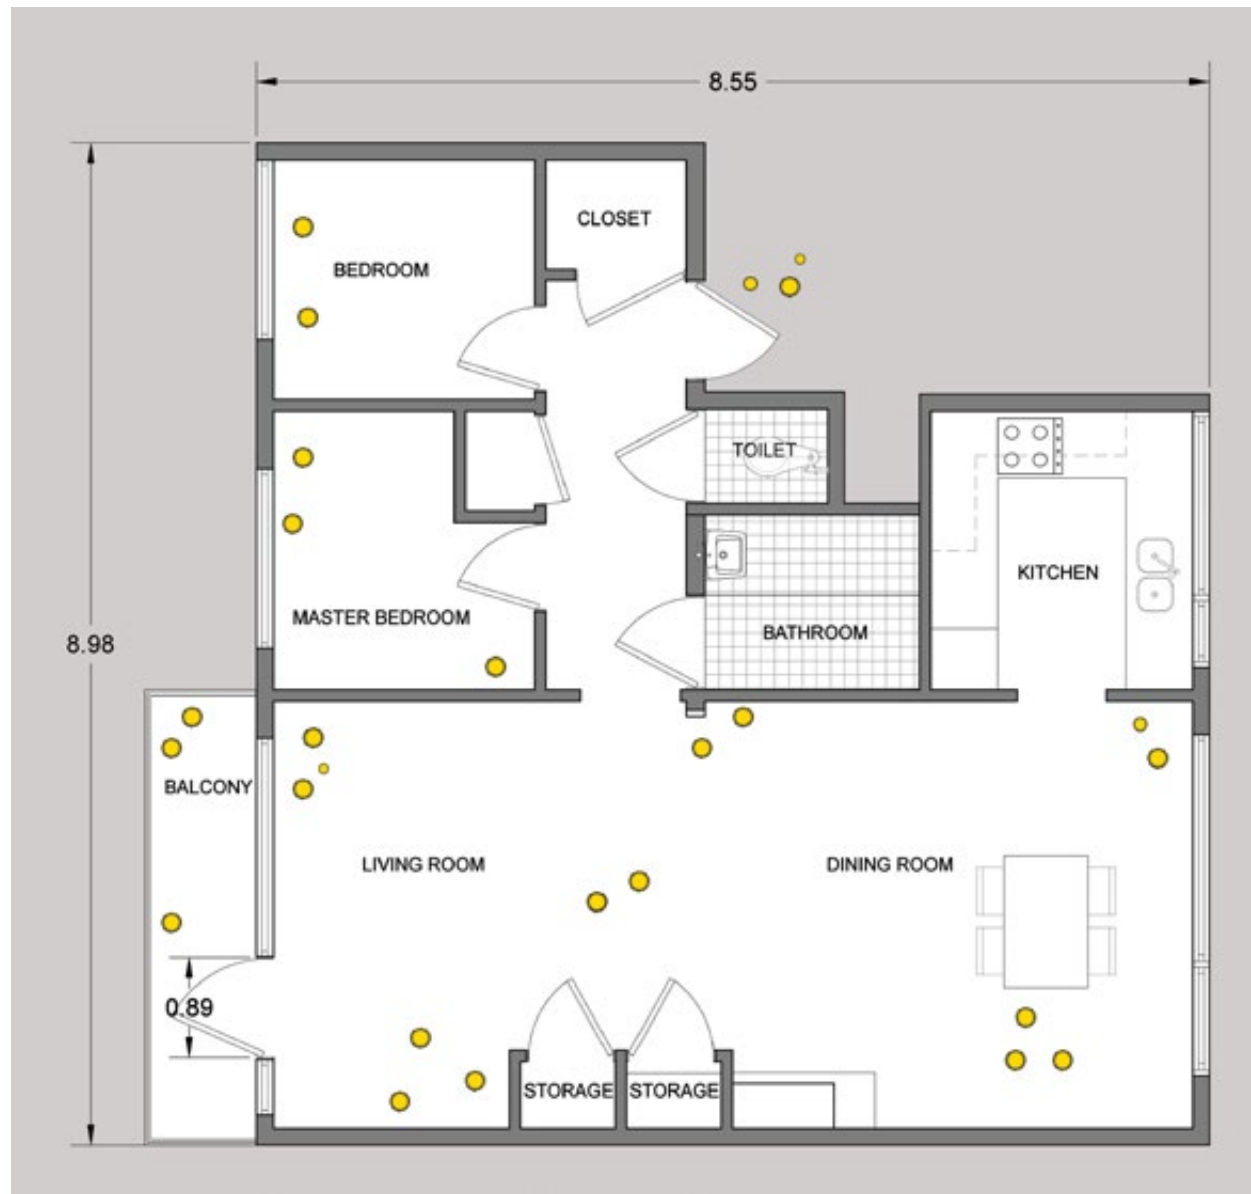 8.55
CLOSET
BEDROOM
TOILET
KITCHEN
MASTER BEDROOM
BATHROOM
8.98
BALCONY
LIVING ROOM
DINING ROOM
0.89
STORAGE
STORAGE